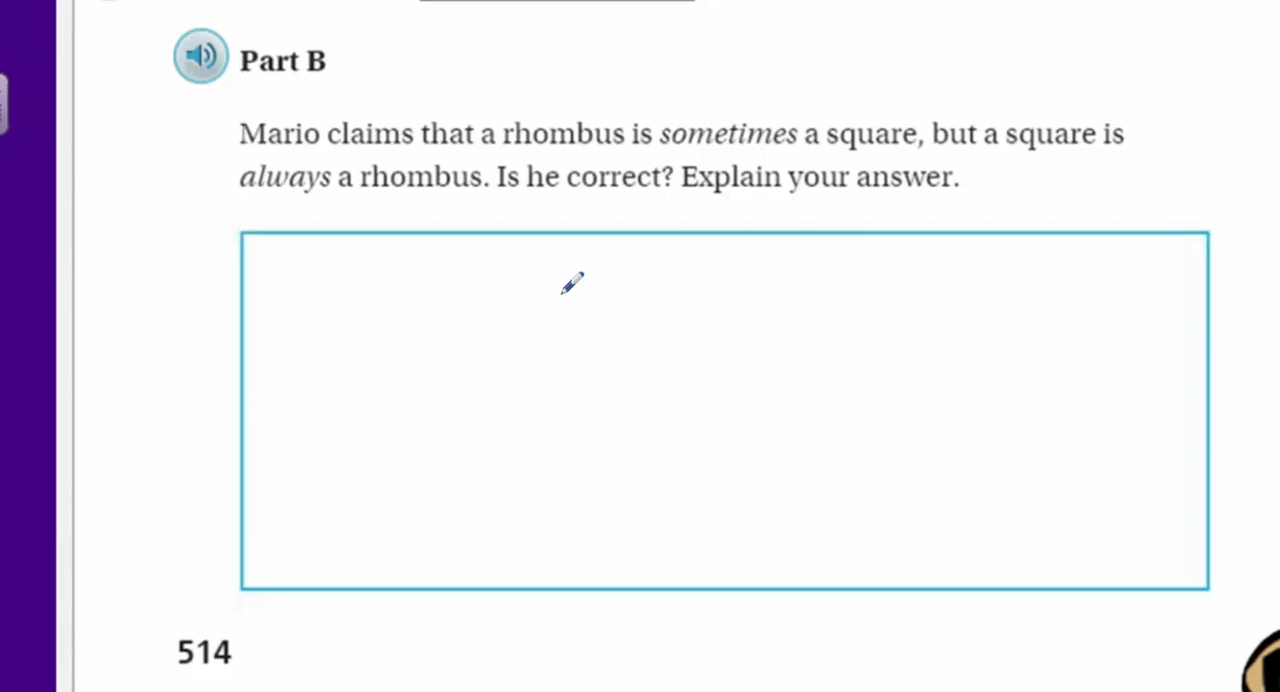 Part B
Mario claims that a rhombus is sometimes a square, but a square is
always a rhombus. Is he correct? Explain your answer.
514